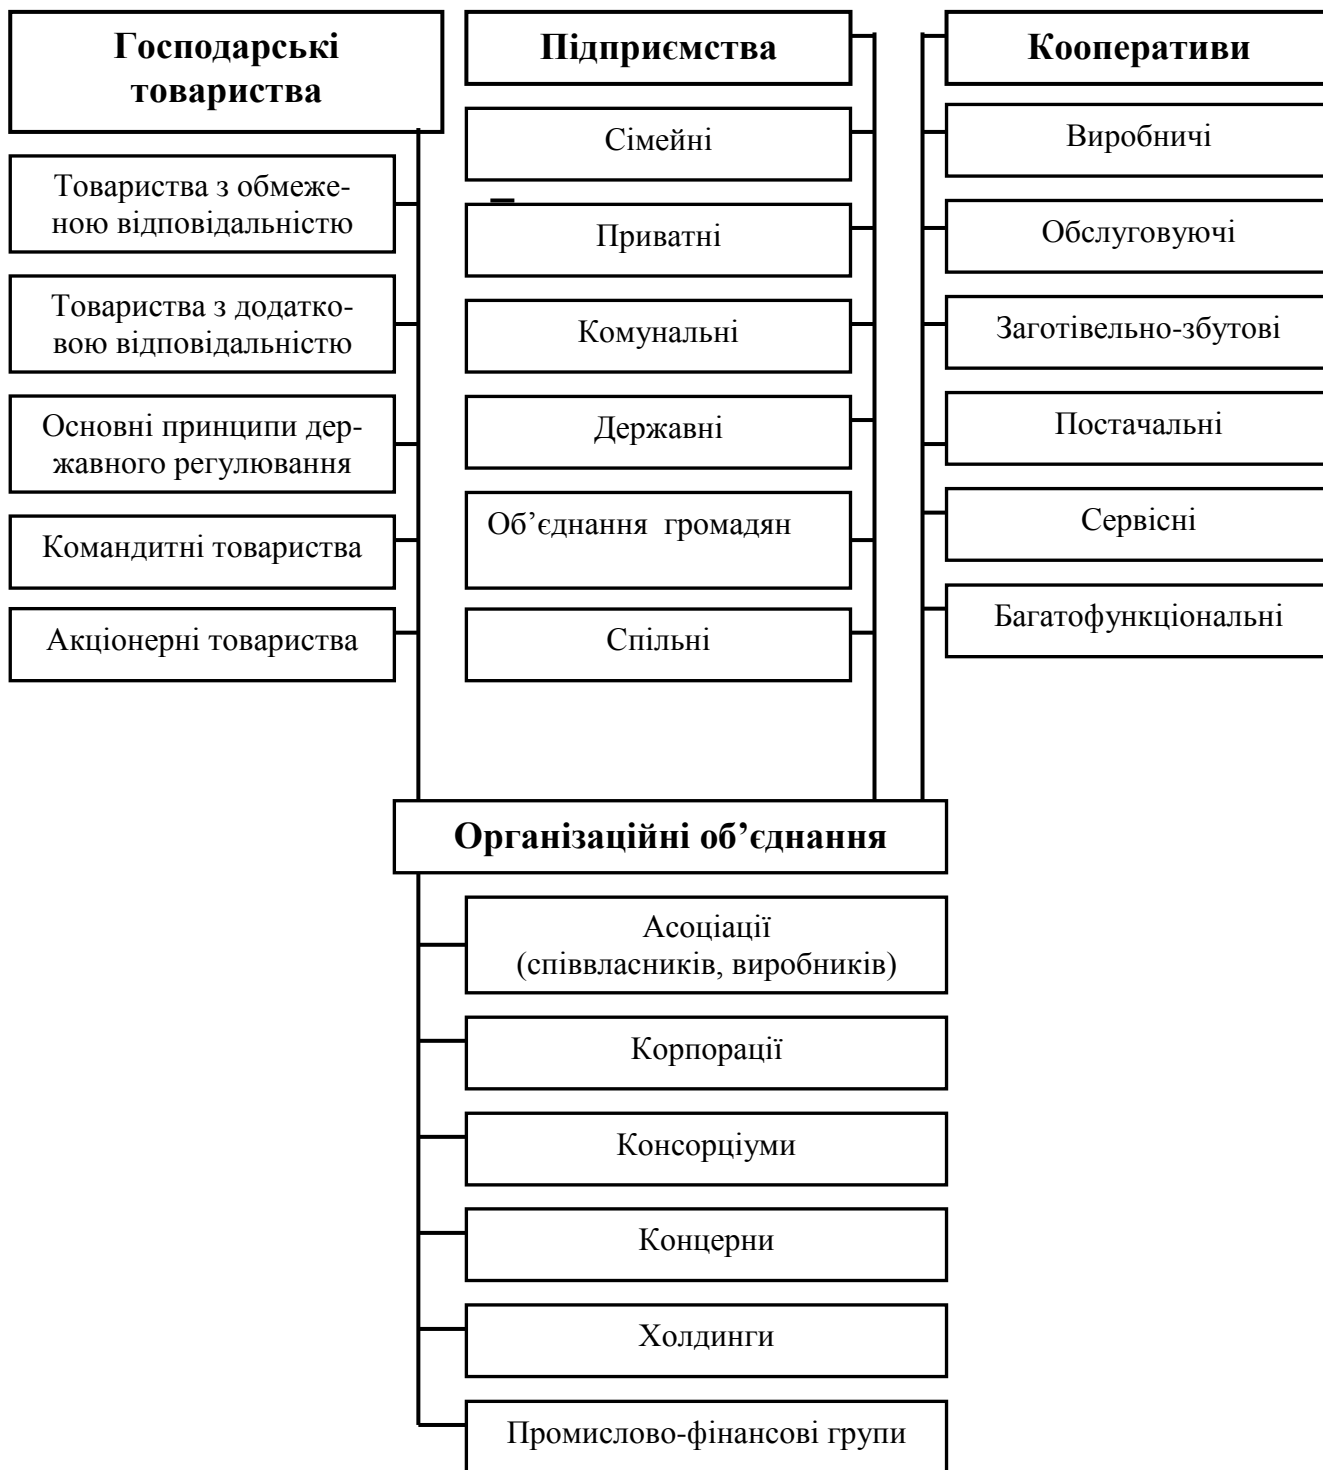 Господарські
товариства
Товариства з обмеже-
ною відповідальністю
Товариства з додатко-
вою відповідальністю
Основні принципи дер-
жавного регулювання
Командитні товариства
Акціонерні товариства
Підприємства
Сімейні
Приватні
Комунальні
Державні
Об’єднання громадян
Спільні
Кооперативи
Виробничі
Обслуговуючі
Заготівельно-збутові
Постачальні
Сервісні
Багатофункціональні
Організаційні об’єднання
Асоціації
(співвласників, виробників)
Корпорації
Консорціуми
Концерни
Холдинги
Промислово-фінансові групи